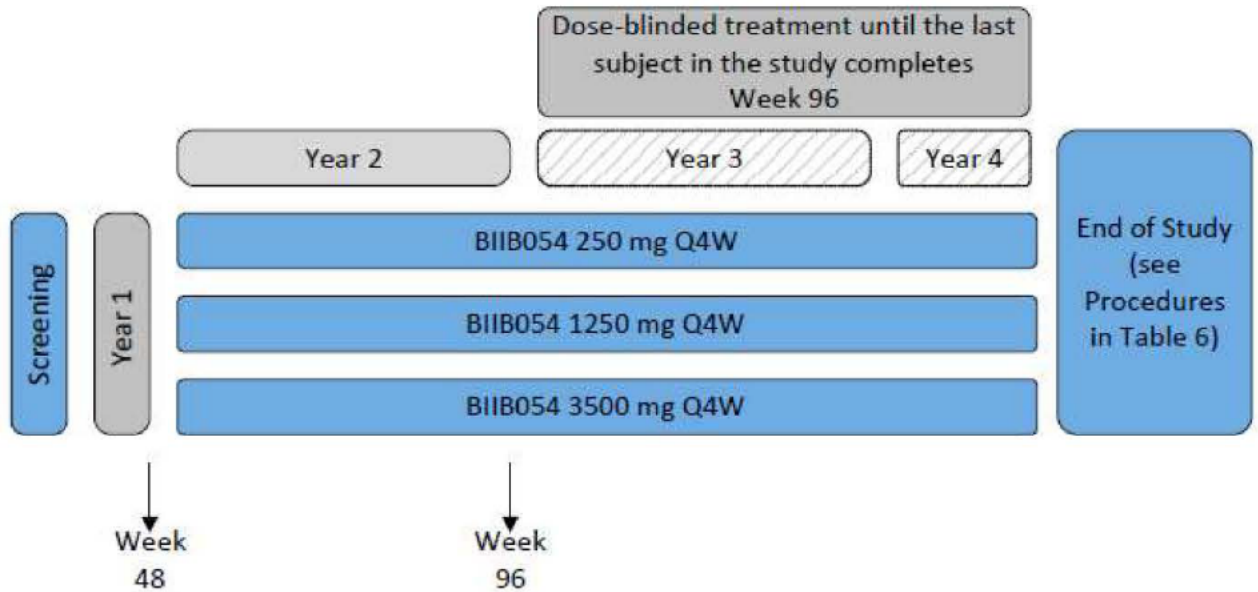 Dose-blinded treatment until the last
subject in the study completes
Week 96
Year 2
Year 3
Year 4
Screening
Year 1
BIIB054 250 mg Q4W
BIIB054 1250 mg Q4W
BIIB054 3500 mg Q4W
End of Study
(see
Procedures
in Table 6)
Week
48
Week
96